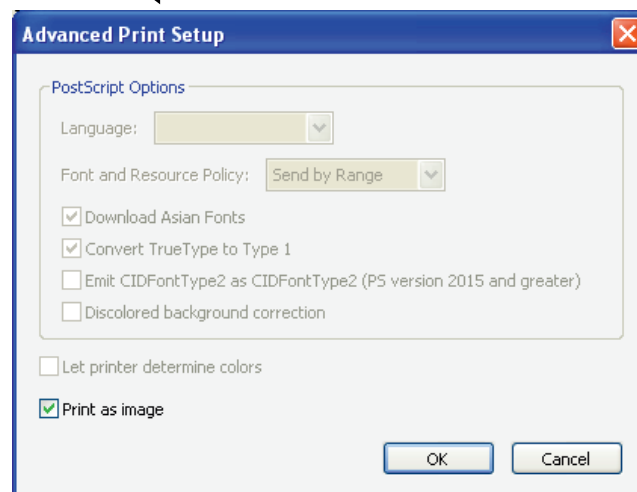 Advanced Print Setup
PostScript Options
Language:
Font and Resource Policy: Send by Range
Download Asian Fonts
Convert TrueType to Type 1
Emit CIDFontType2 as CIDFontType2 (PS version 2015 and greater)
Discolored background correction
Let printer determine colors
Print as image
OK Cancel